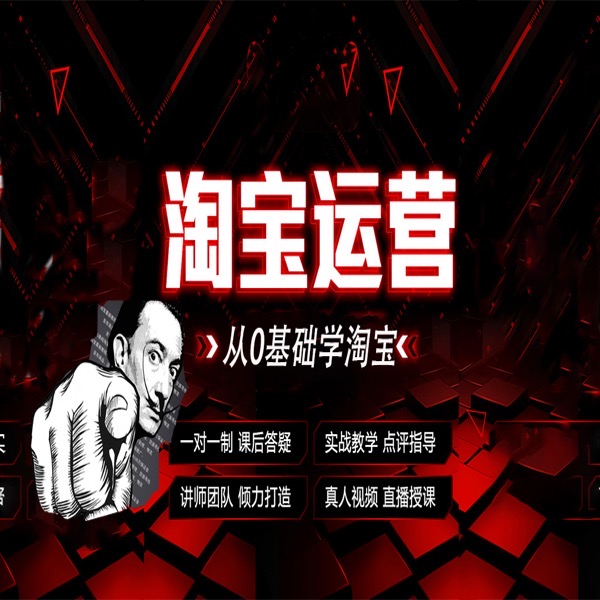 淘宝运营
从0基础学淘宝
一对一制 课后答疑
实战教学 点评指导
讲师团队 倾力打造
真人视频 直播授课